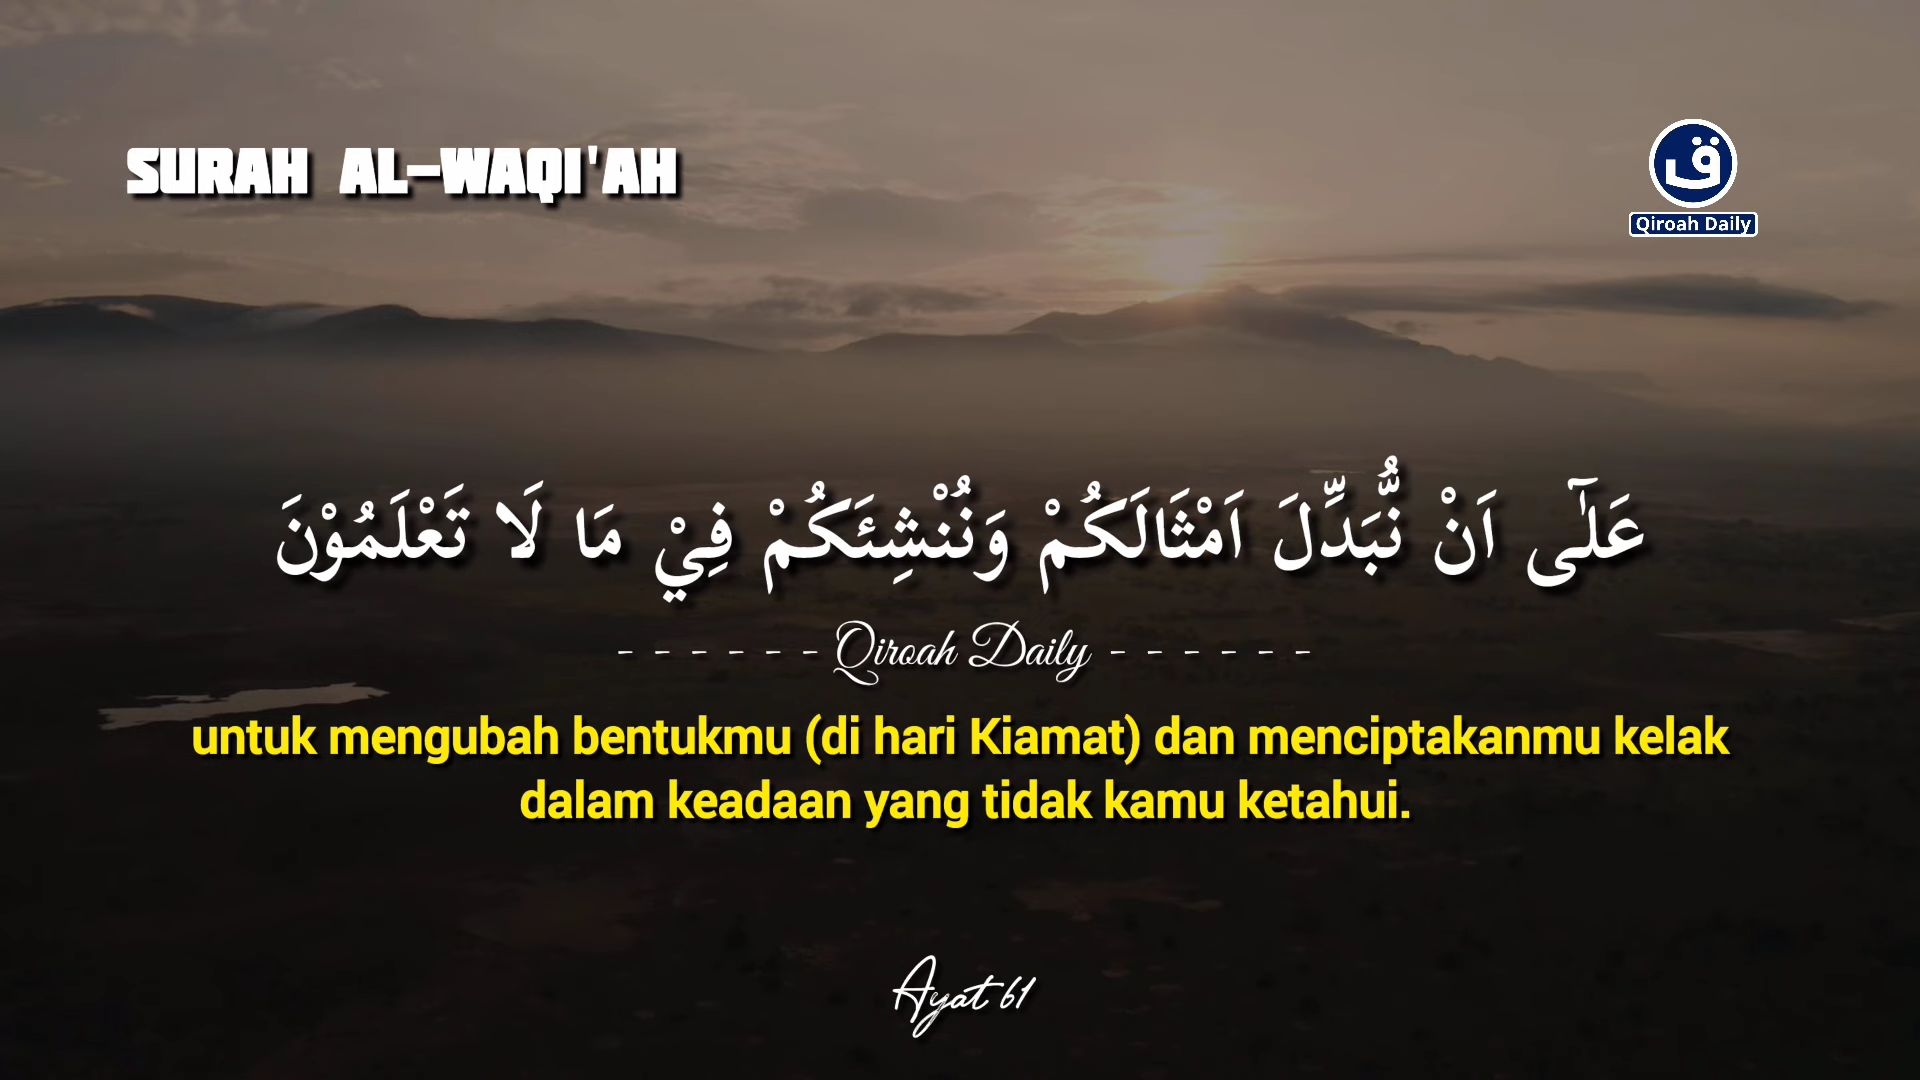 SURAH AL-WAQI'AH
ق
Qiroah Daily
عَلٰٓى اَنْ نُّبَدِّلَ اَمْثَالَكُمْ وَنُنْشِئَكُمْ فِيْ مَا لَا تَعْلَمُوْنَ
- - - - - - Qiroah Daily - - - - - -
untuk mengubah bentukmu (di hari Kiamat) dan menciptakanmu kelak
dalam keadaan yang tidak kamu ketahui.
Ayat 61